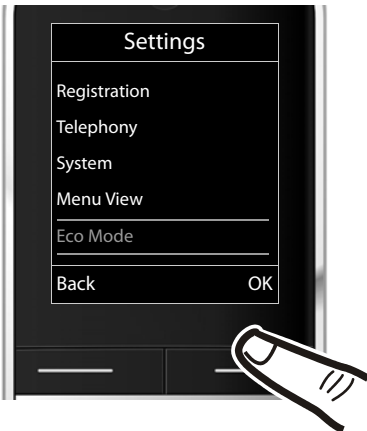 Settings
Registration
Telephony
System
Menu View
Eco Mode
Back OK